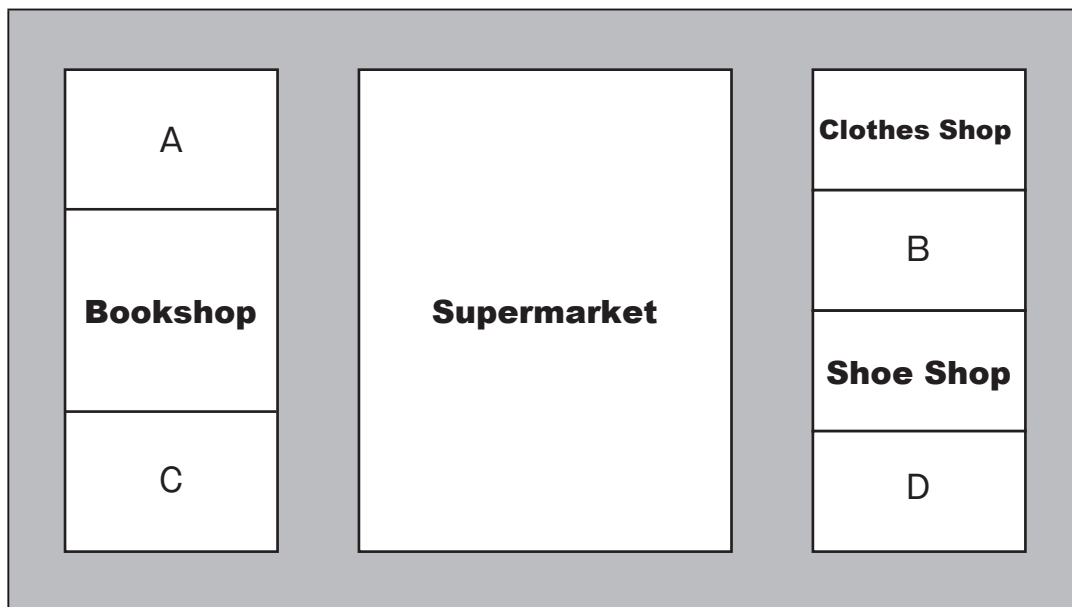 A
Bookshop
C
Supermarket
Clothes Shop
B
Shoe Shop
D